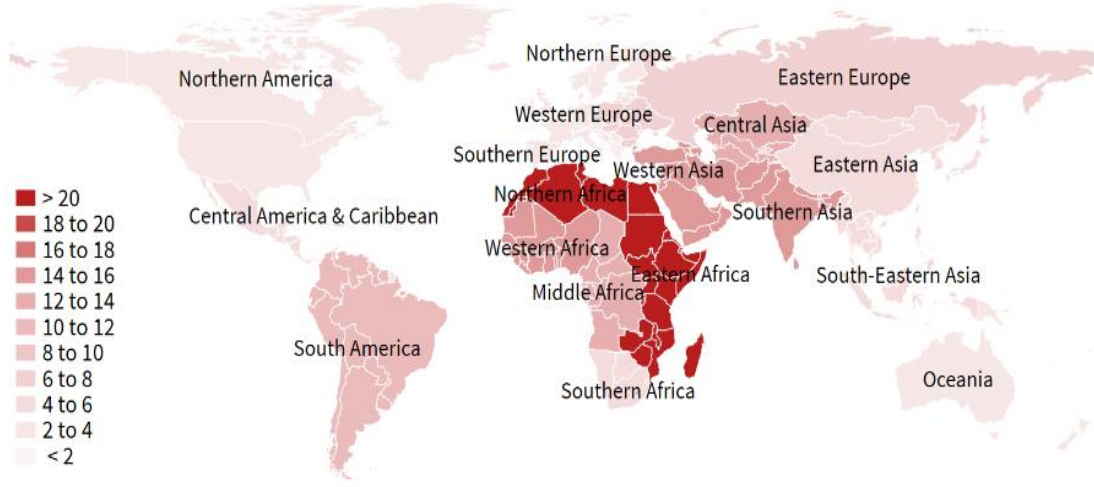 Northern Europe
Northern America
Eastern Europe
Western Europe
Central Asia
Southern Europe
Western Asia
Eastern Asia
Northern Africa
Central America & Caribbean
Southern Asia
Western Africa
Eastern Africa
South-Eastern Asia
Middle Africa
South America
Oceania
Southern Africa
> 20
18 to 20
16 to 18
14 to 16
12 to 14
10 to 12
8 to 10
6 to 8
4 to 6
2 to 4
< 2